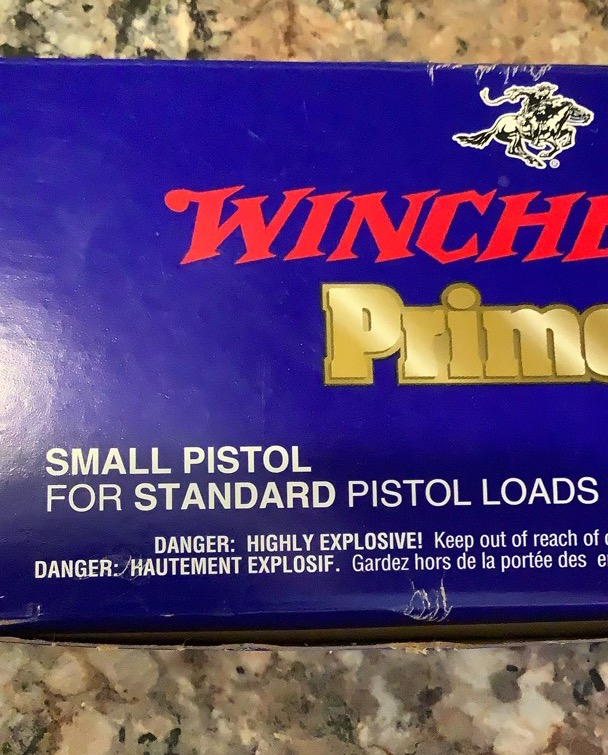 WINCHE
Prime
SMALL PISTOL
FOR STANDARD PISTOL LOADS
DANGER: HIGHLY EXPLOSIVE! Keep out of reach of
DANGER: HAUTEMENT EXPLOSIF. Gardez hors de la portée des